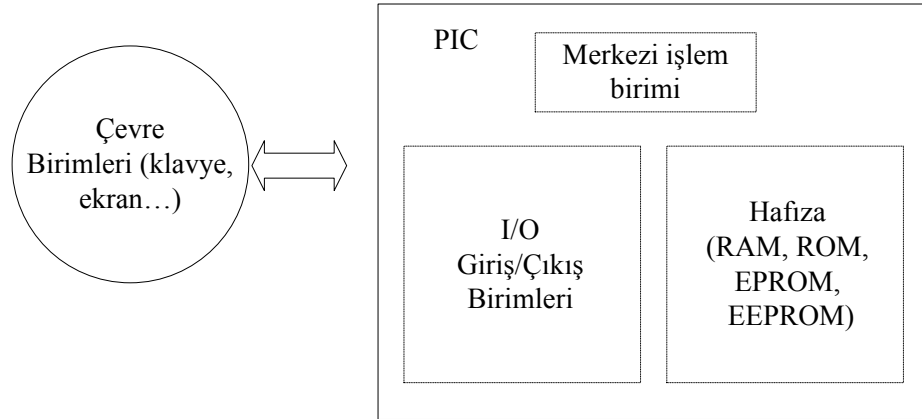 PIC
Merkezi işlem
birimi
Çevre
Birimleri (klavye,
ekran…)
I/O
Giriş/Çıkış
Birimleri
Hafıza
(RAM, ROM,
EPROM,
EEPROM)